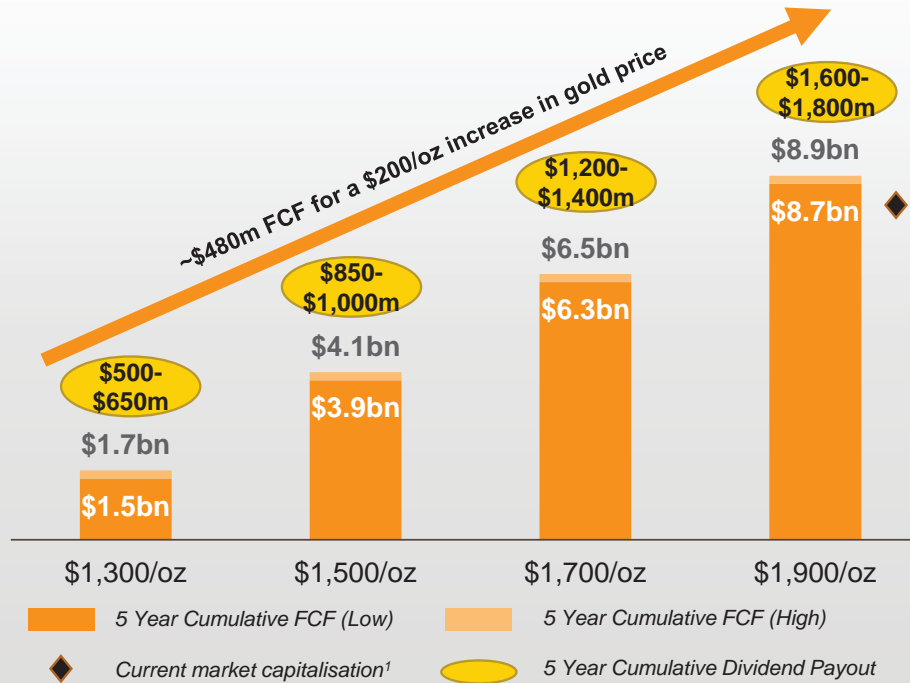 ~$480m FCF for a $200/oz increase in gold price
$1,600-
$1,800m
$8.9bn
$8.7bn
$1,200-
$1,400m
$6.5bn
$6.3bn
$850-
$1,000m
$4.1bn
$3.9bn
$500-
$650m
$1.7bn
$1.5bn
$1,300/oz $1,500/oz $1,700/oz $1,900/oz
5 Year Cumulative FCF (Low) 5 Year Cumulative FCF (High)
Current market capitalisation¹ 5 Year Cumulative Dividend Payout